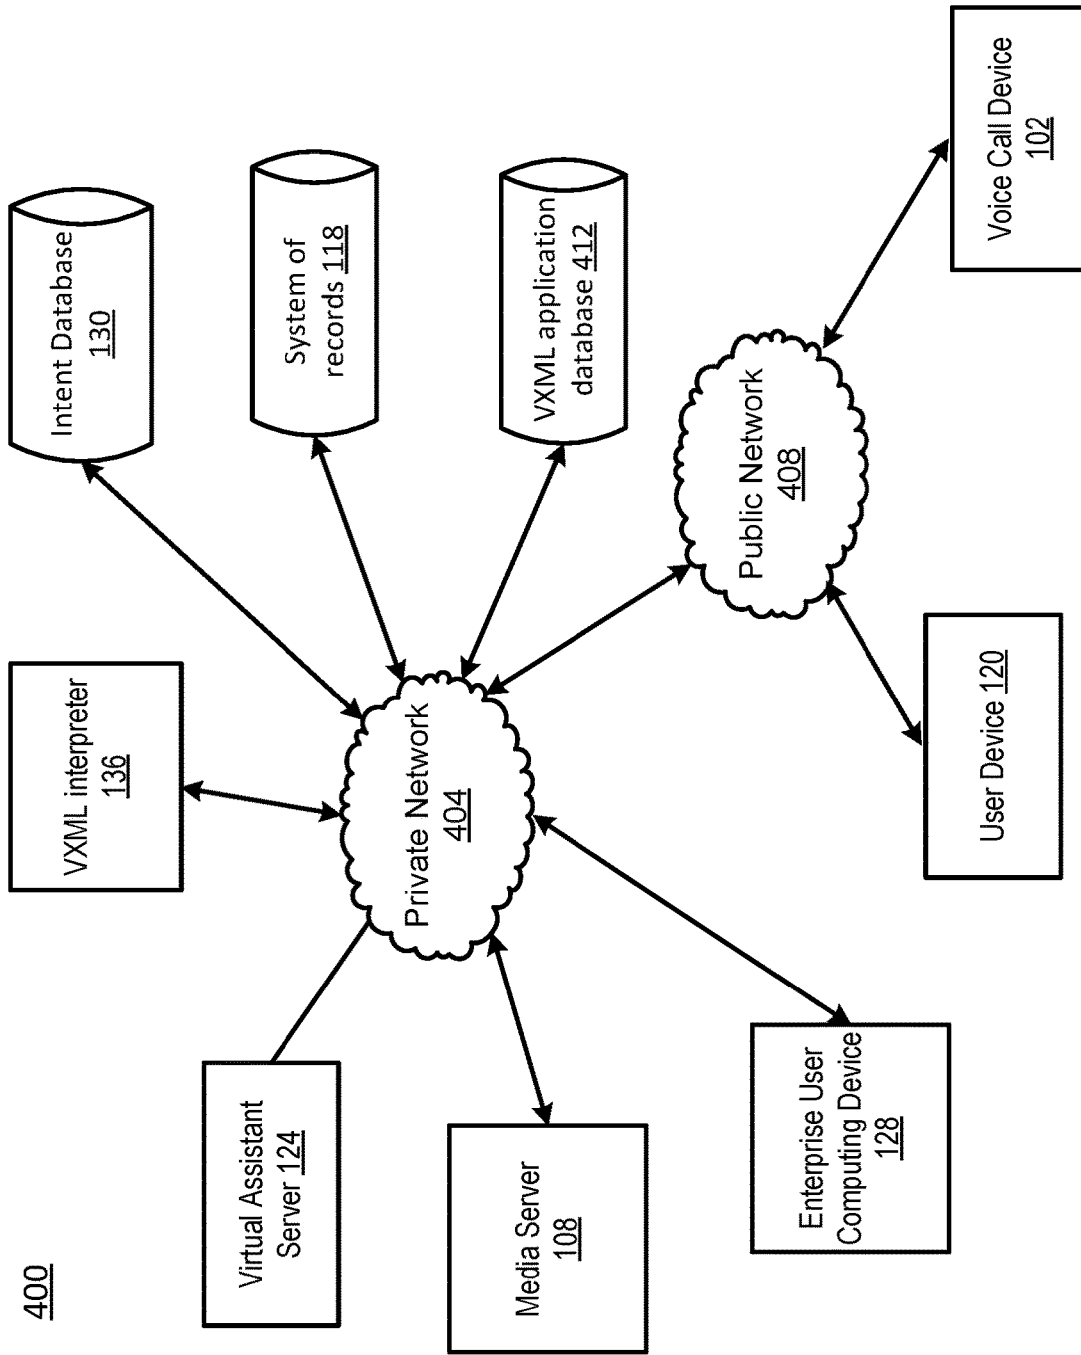 400
Virtual Assistant
Server 124
Media Server
108
Enterprise User
Computing Device
128
VXML interpreter
136
Private Network
404
User Device 120
Intent Database
130
System of
records 118
VXML application
database 412
Public Network
408
Voice Call Device
102